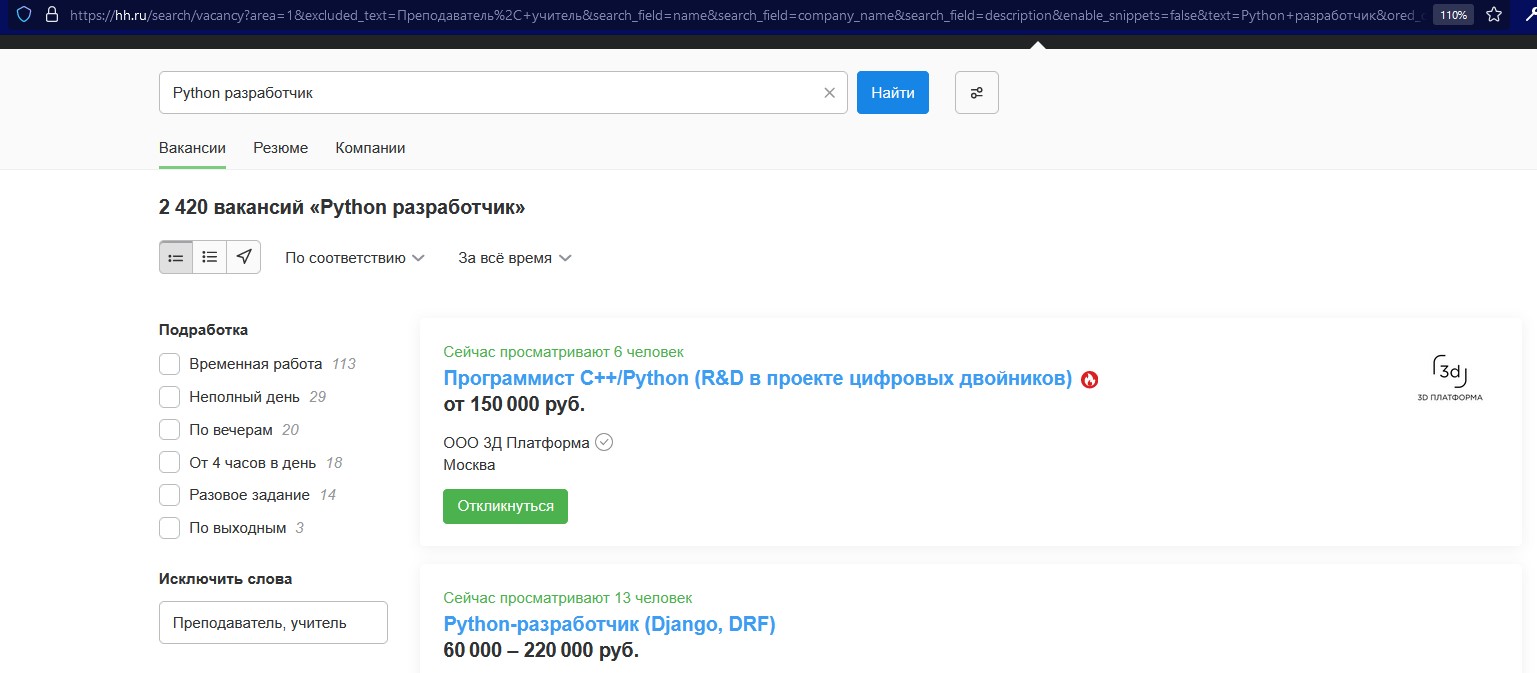 https://hh.ru/search/vacancy?area=1&excluded_text=Преподаватель%2C+учитель&search_field=name&search_field=company_name&search_field=description&enable_snippets=false&text=Python+разработчик&ored_c
110%
Python разработчик
Найти
Вакансии Резюме Компании
2 420 вакансий «Python разработчик»
По соответствию За всё время
Подработка
Временная работа 113
Неполный день 29
По вечерам 20
От 4 часов в день 18
Разовое задание 14
По выходным 3
Исключить слова
Преподаватель, учитель
Сейчас просматривают 6 человек
Программист C++/Python (R&D в проекте цифровых двойников)
от 150 000 руб.
ООО 3Д Платформа
Москва
Откликнуться
3d
3D ПЛАТФОРМА
Сейчас просматривают 13 человек
Python-разработчик (Django, DRF)
60 000 – 220 000 руб.